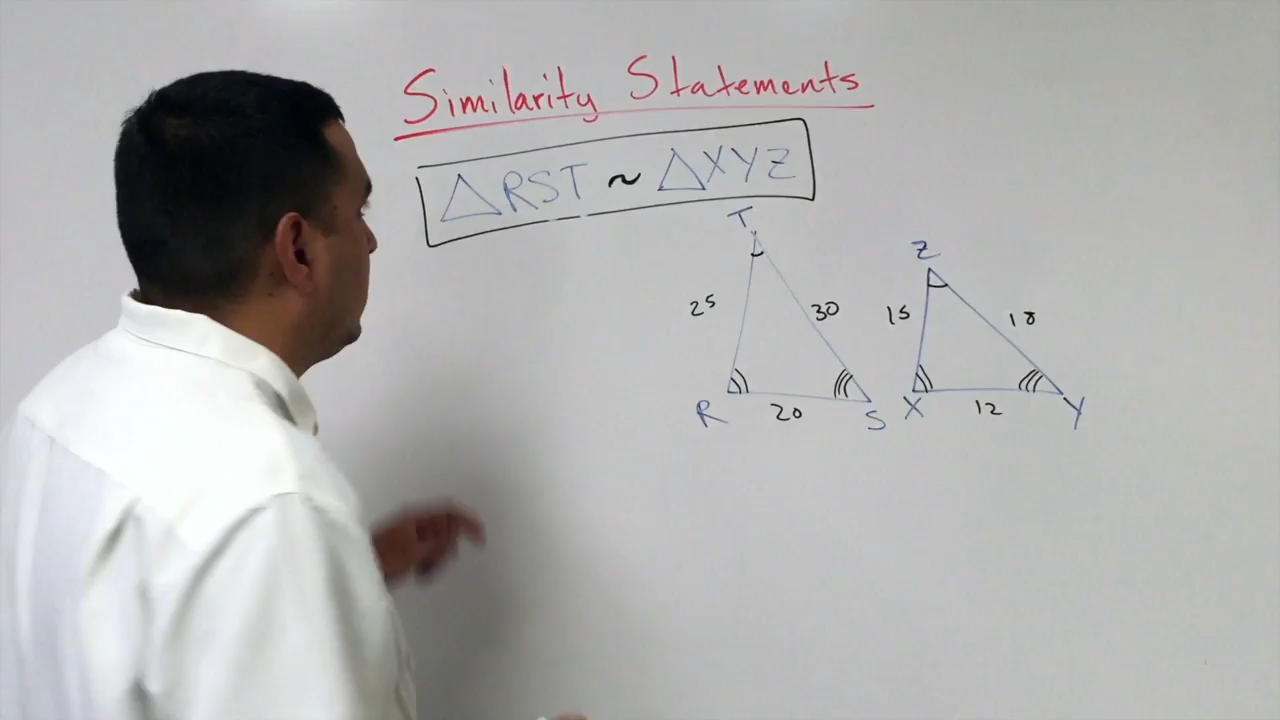 Similarity Statements
△RST ~ △XYZ
T
Z
25
30
15
18
R
20
S
X
12
Y